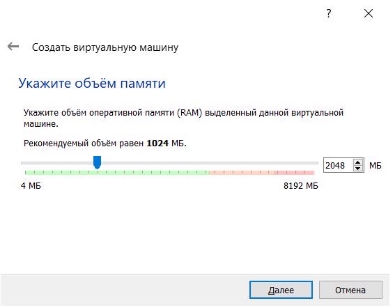 Создать виртуальную машину
Укажите объём памяти
Укажите объём оперативной памяти (RAM) выделенный данной виртуальной
машине.
Рекомендуемый объём равен 1024 МБ.
2048 МБ
4 МБ 8192 МБ
Далее Отмена